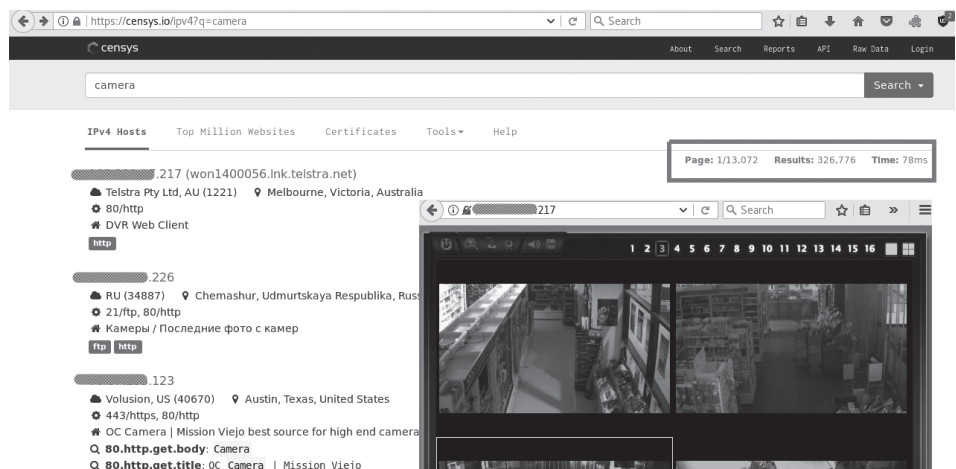 https://censys.io/ipv4?q=camera
Search
2
censys
About Search Reports API Raw Data Login
camera
Search
IPv4 Hosts Top Million Websites Certificates Tools Help
Page: 1/13,072 Results: 326,776 Time: 78ms
.217 (won1400056.lnk.telstra.net)
Telstra Pty Ltd, AU (1221) Melbourne, Victoria, Australia
80/http
DVR Web Client
http
217
Search
1 2 3 4 5 6 7 8 9 10 11 12 13 14 15 16
.226
RU (34887) Chemashur, Udmurtskaya Respublika, Russ
21/ftp, 80/http
Камеры / Последние фото с камер
ftp http
.123
Volusion, US (40670) Austin, Texas, United States
443/https, 80/http
OC Camera | Mission Viejo best source for high end camera
80.http.get.body: Camera
80.http.get.title: OC Camera | Mission Viejo